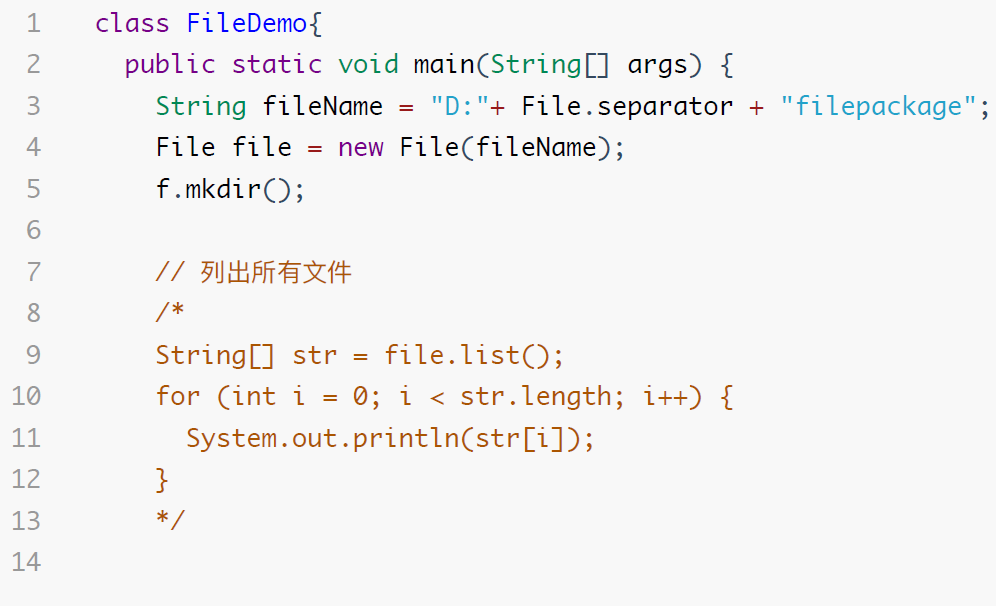 1 class FileDemo{
2 public static void main(String[] args) {
3 String fileName = "D:"+ File.separator + "filepackage";
4 File file = new File(fileName);
5 f.mkdir();
6
7 // 列出所有文件
8 /*
9 String[] str = file.list();
10 for (int i = 0; i < str.length; i++) {
11 System.out.println(str[i]);
12 }
13 */
14